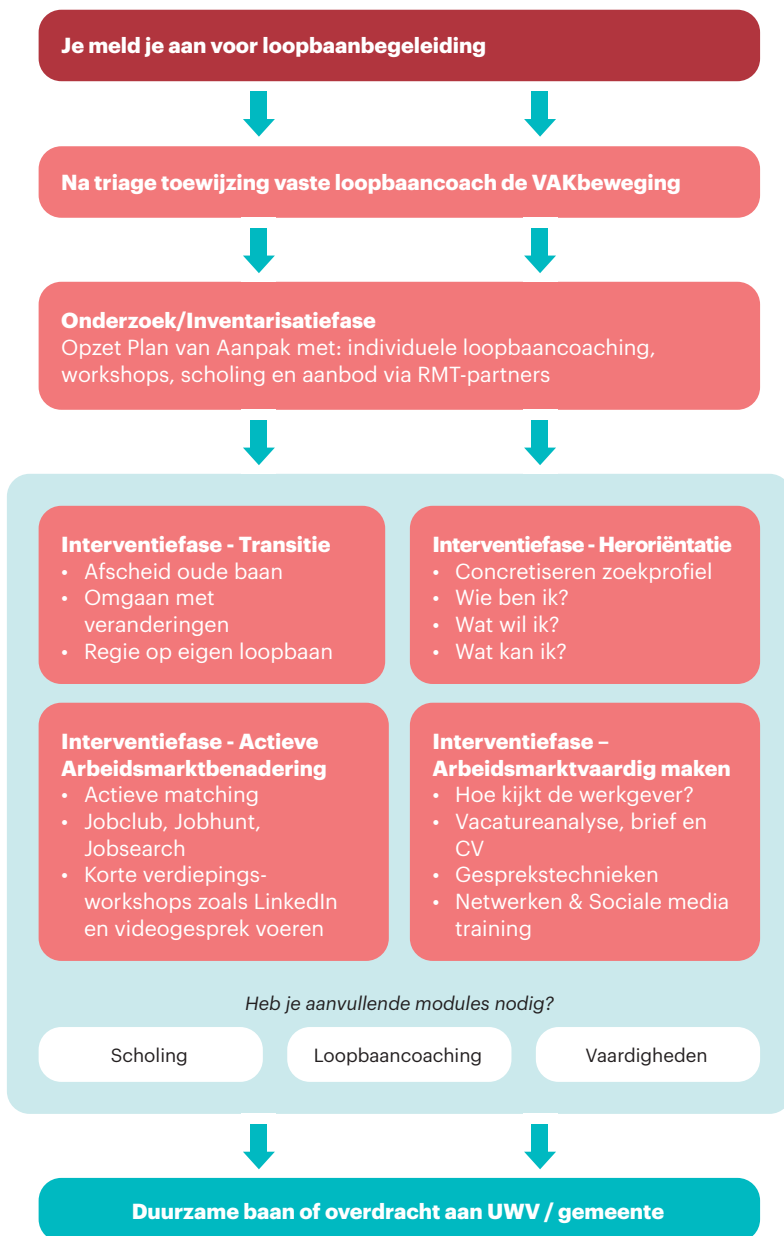 Je meld je aan voor loopbaanbegeleiding
Na triage toewijzing vaste loopbaancoach de VAKbeweging
Onderzoek/Inventarisatiefase
Opzet Plan van Aanpak met: individuele loopbaancoaching,
workshops, scholing en aanbod via RMT-partners
Interventiefase - Transitie
• Afscheid oude baan
• Omgaan met
veranderingen
• Regie op eigen loopbaan
Interventiefase - Heroriëntatie
• Concretiseren zoekprofiel
• Wie ben ik?
• Wat wil ik?
• Wat kan ik?
Interventiefase - Actieve
Arbeidsmarktbenadering
• Actieve matching
• Jobclub, Jobhunt,
Jobsearch
• Korte verdiepings-
workshops zoals LinkedIn
en videogesprek voeren
Interventiefase –
Arbeidsmarktvaardig maken
• Hoe kijkt de werkgever?
• Vacatureanalyse, brief en
CV
• Gesprekstechnieken
• Netwerken & Sociale media
training
Heb je aanvullende modules nodig?
Scholing
Loopbaancoaching
Vaardigheden
Duurzame baan of overdracht aan UWV / gemeente